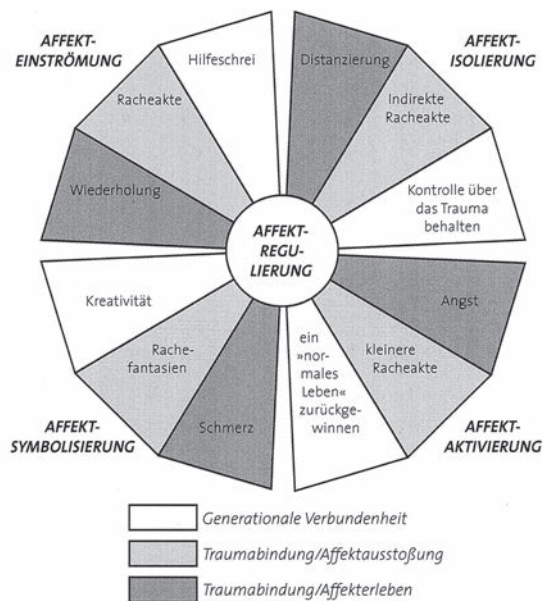 AFFEKT-
EINSTRÖMUNG
Hilfeschrei
Racheakte
Wiederholung
Distanzierung
AFFEKT-
ISOLIERUNG
Indirekte
Racheakte
Kontrolle über
das Trauma
behalten
AFFEKT-
REGU-
LIERUNG
Kreativität
Rache-
fantasien
Schmerz
AFFEKT-
SYMBOLISIERUNG
ein
»nor-
males
Leben«
zurückge-
winnen
kleinere
Racheakte
Angst
AFFEKT-
AKTIVIERUNG
Generationale Verbundenheit
Traumabindung/Affektausstoßung
Traumabindung/Affekterleben